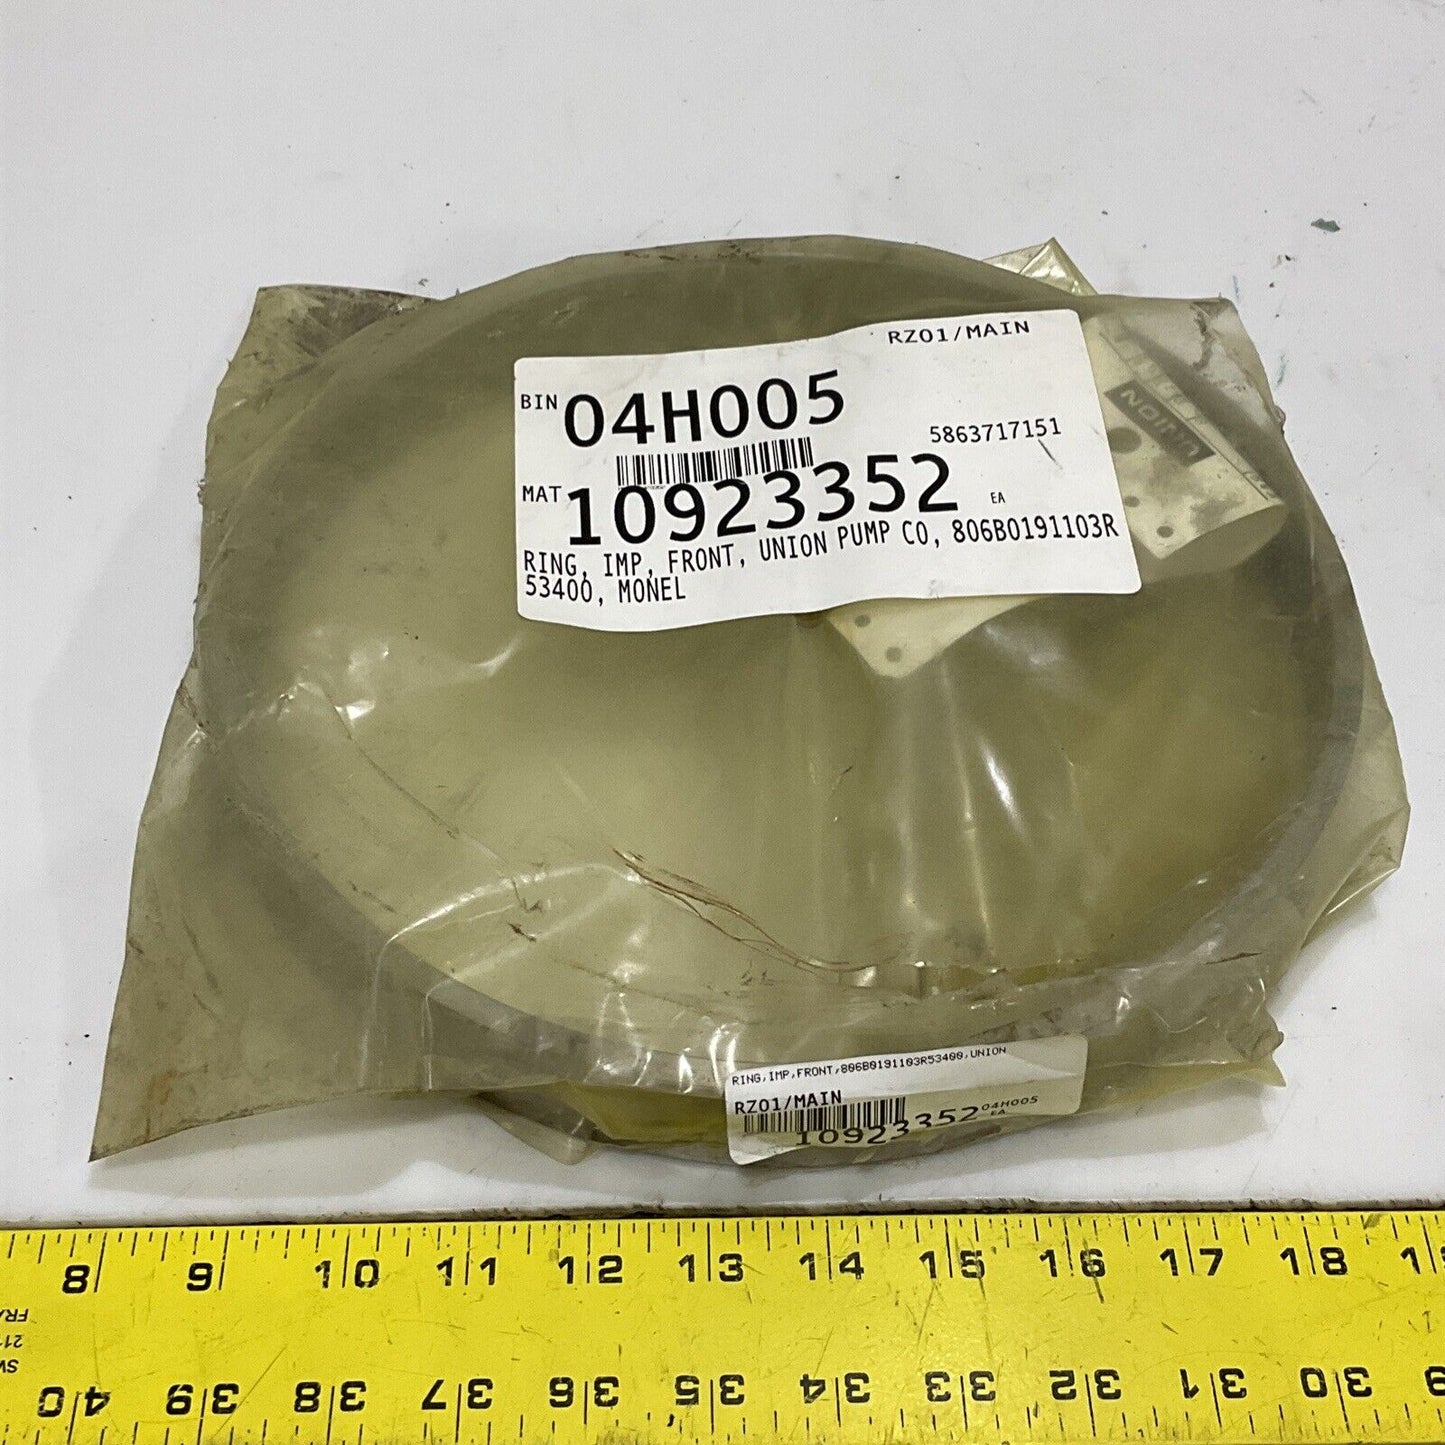 RZ01/MAIN
BIN 04H005
5863717151
MAT 10923352 EA
RING, IMP, FRONT, UNION PUMP CO, 806B0191103R
53400, MONEL
UNION
RING,IMP,FRONT,806B0191103R53400,UNION
RZ01/MAIN
04H005
10923352 EA
8 9 10 11 12 13 14 15 16 17 18
40 39 38 37 36 35 34 33 32 31 30